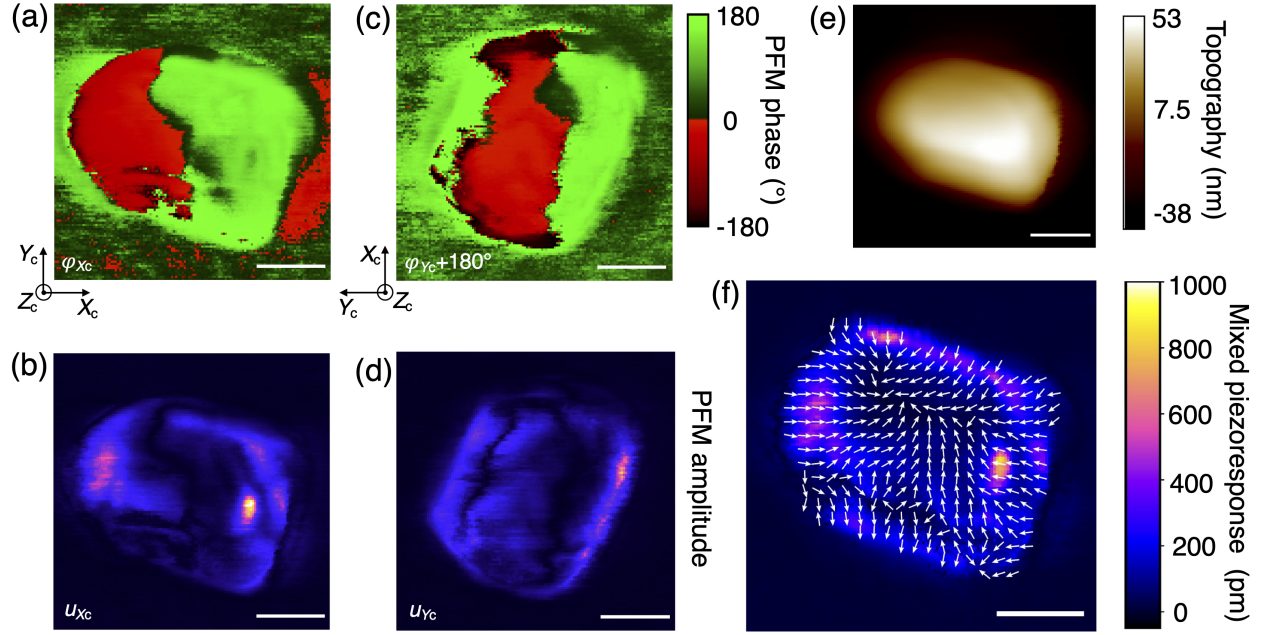 (a)
φXc
Yc
Zc
Xc
(c)
φYc+180°
Xc
Yc
Zc
180
0
-180
PFM phase (°)
(e)
53
7.5
-38
Topography (nm)
(b)
uXc
(d)
uYc
PFM amplitude
(f)
1000
800
600
400
200
0
Mixed piezoresponse (pm)